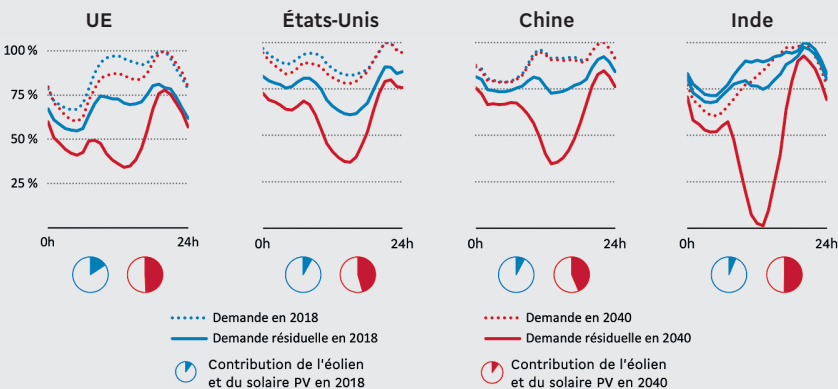 UE
États-Unis
Chine
Inde
100 %
75 %
50 %
25 %
0h 24h
0h 24h
0h 24h
0h 24h
Demande en 2018
Demande résiduelle en 2018
Contribution de l'éolien
et du solaire PV en 2018
Demande en 2040
Demande résiduelle en 2040
Contribution de l'éolien
et du solaire PV en 2040